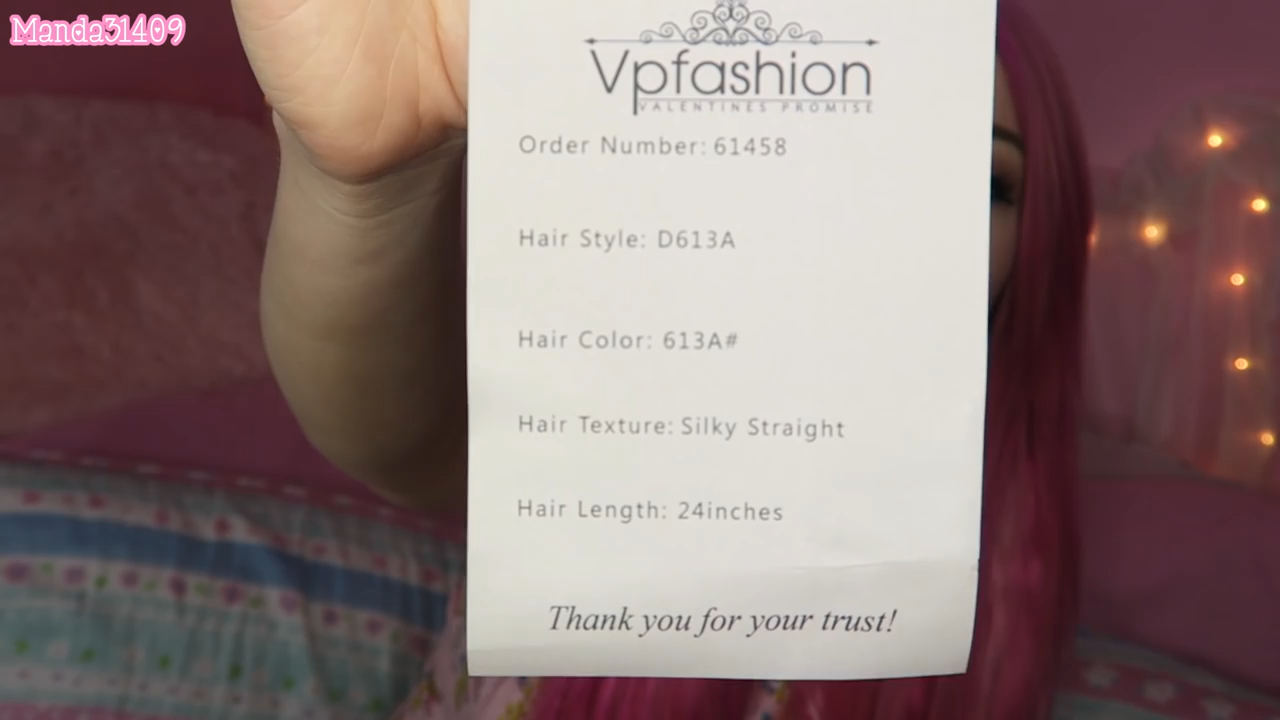 Manda31409
Vpfashion
VALENTINES PROMISE
Order Number: 61458
Hair Style: D613A
Hair Color: 613A#
Hair Texture: Silky Straight
Hair Length: 24inches
Thank you for your trust!